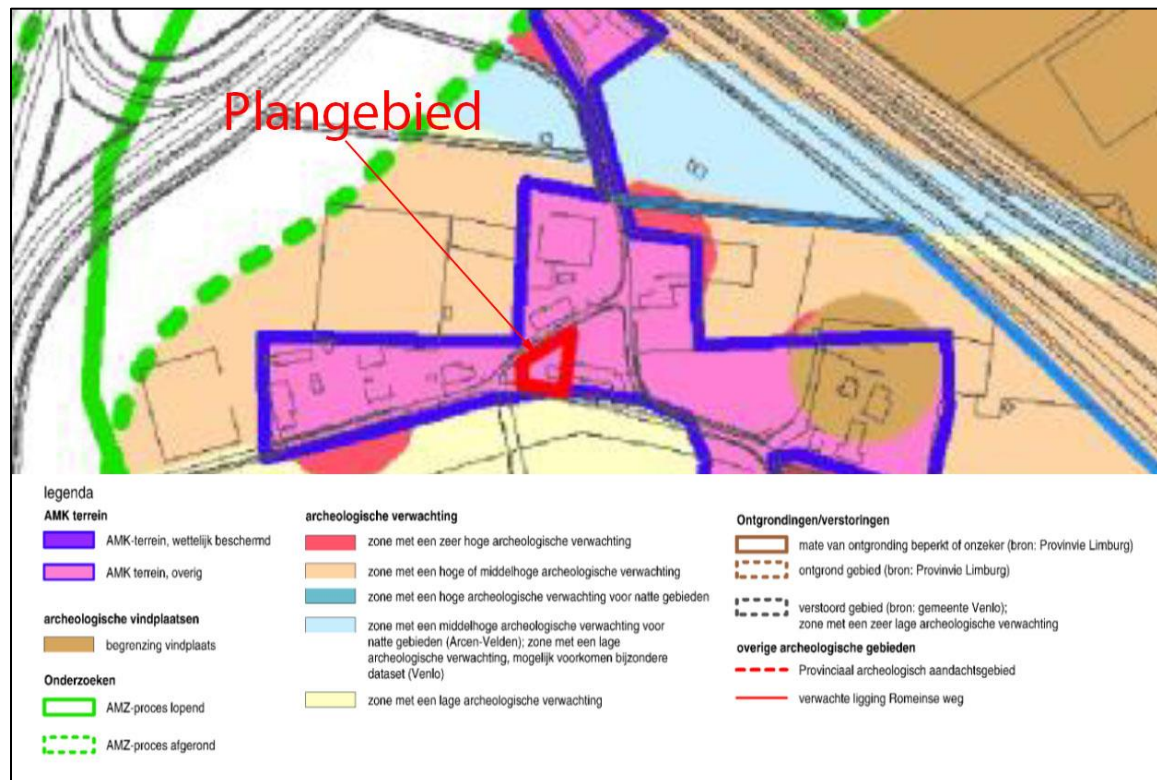 Plangebied
legenda
AMK terrein
AMK-terrein, wettelijk beschermd
AMK terrein, overig
archeologische vindplaatsen
begrenzing vindplaats
Onderzoeken
AMZ-proces lopend
AMZ-proces afgerond
archeologische verwachting
zone met een zeer hoge archeologische verwachting
zone met een hoge of middelhoge archeologische verwachting
zone met een hoge archeologische verwachting voor natte gebieden
zone met een middelhoge archeologische verwachting voor
natte gebieden (Arcen-Velden); zone met een lage
archeologische verwachting, mogelijk voorkomen bijzondere
dataset (Venlo)
zone met een lage archeologische verwachting
Ontgrondingen/verstoringen
mate van ontgronding beperkt of onzeker (bron: Provinvie Limburg)
ontgrond gebied (bron: Provinvie Limburg)
verstoord gebied (bron: gemeente Venlo);
zone met een zeer lage archeologische verwachting
overige archeologische gebieden
Provinciaal archeologisch aandachtsgebied
verwachte ligging Romeinse weg